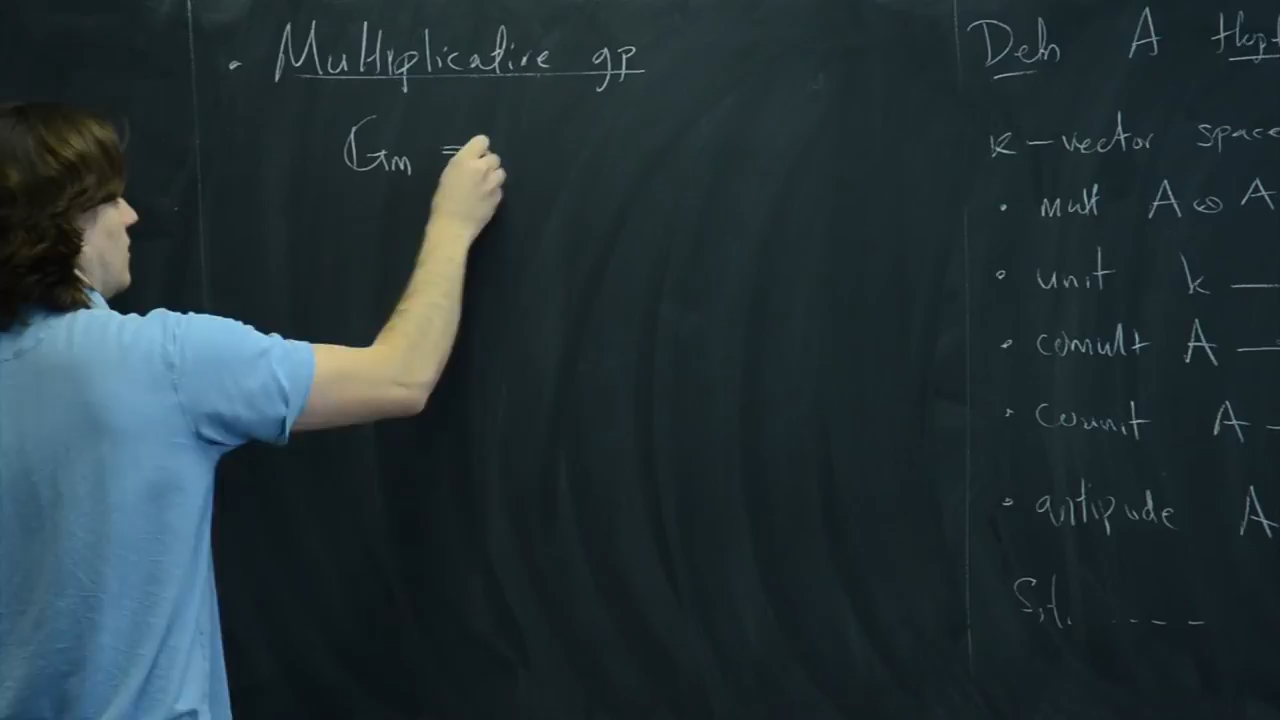 • Multiplicative gp
Gm =
Defn A Hopf
k-vector space
• mult A ⊗ A
• unit k —
• comult A —
• counit A -
• antipode A
S.t. ----